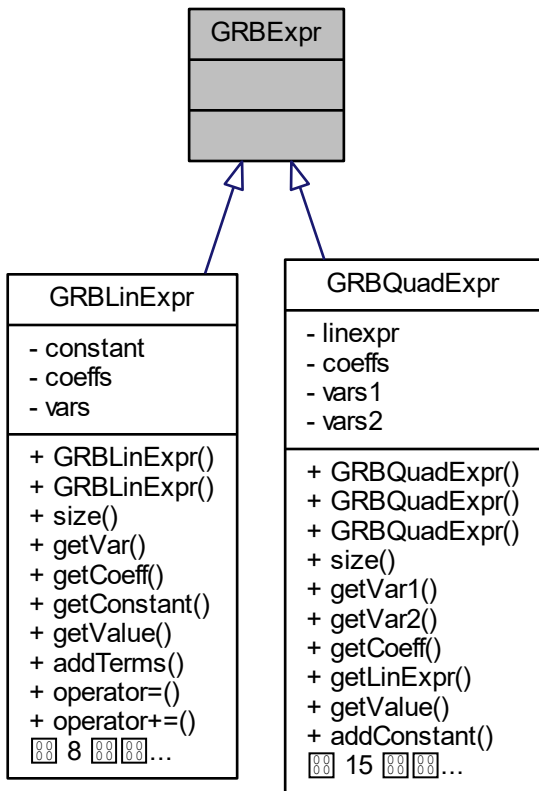 GRBExpr
GRBLinExpr
- constant
- coeffs
- vars
+ GRBLinExpr()
+ GRBLinExpr()
+ size()
+ getVar()
+ getCoeff()
+ getConstant()
+ getValue()
+ addTerms()
+ operator=()
+ operator+=()
8 ...
GRBQuadExpr
- linexpr
- coeffs
- vars1
- vars2
+ GRBQuadExpr()
+ GRBQuadExpr()
+ GRBQuadExpr()
+ size()
+ getVar1()
+ getVar2()
+ getCoeff()
+ getLinExpr()
+ getValue()
+ addConstant()
15 ...